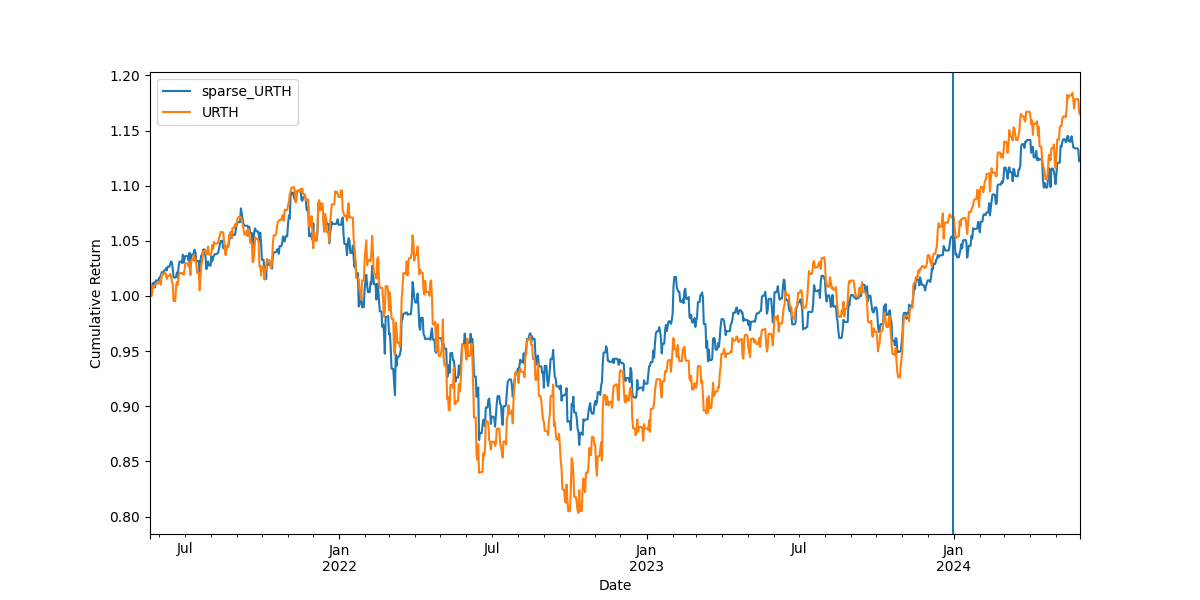 sparse_URTH
URTH
1.20
1.15
1.10
1.05
1.00
0.95
0.90
0.85
0.80
Cumulative Return
Jul
Jan
2022
Jul
Jan
2023
Jul
Jan
2024
Date